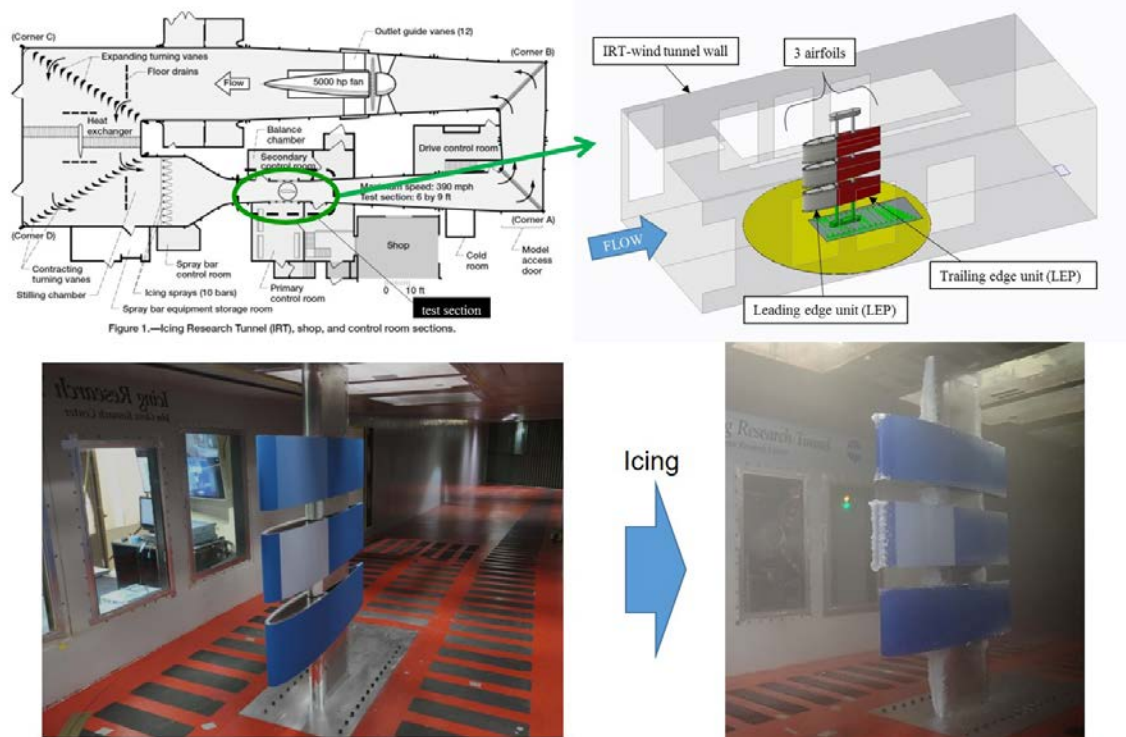 (Corner C)
Expanding turning vanes
Floor drains
Flow
5000 hp fan
Outlet guide vanes (12)
(Corner B)
Heat
exchanger
Balance
chamber
Secondary
control room
Drive control room
Maximum speed: 390 mph
Test section: 6 by 9 ft
(Corner D)
(Corner A)
Contracting
turning vanes
Stilling chamber
Spray bar
control room
Icing sprays (10 bars)
Spray bar equipment storage room
Primary
control room
Shop
0 10 ft
Cold
room
Model
access
door
test section
Figure 1.—Icing Research Tunnel (IRT), shop, and control room sections.
IRT-wind tunnel wall
3 airfoils
FLOW
Trailing edge unit (LEP)
Leading edge unit (LEP)
Icing Research
Icing
ng Research Tunnel